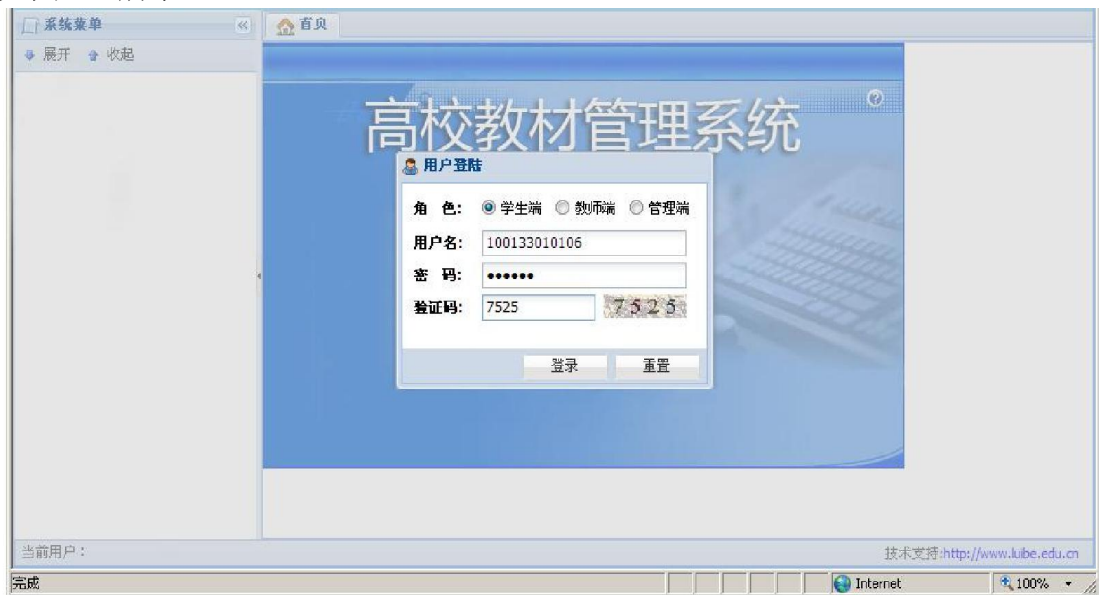 系统菜单
首页
展开 收起
高校教材管理系统
用户登陆
角 色: 学生端 教师端 管理端
用户名: 100133010106
密 码: ••••••
验证码: 7525 7525
登录 重置
当前用户:
技术支持:http://www.luibe.edu.cn
完成
Internet
100%